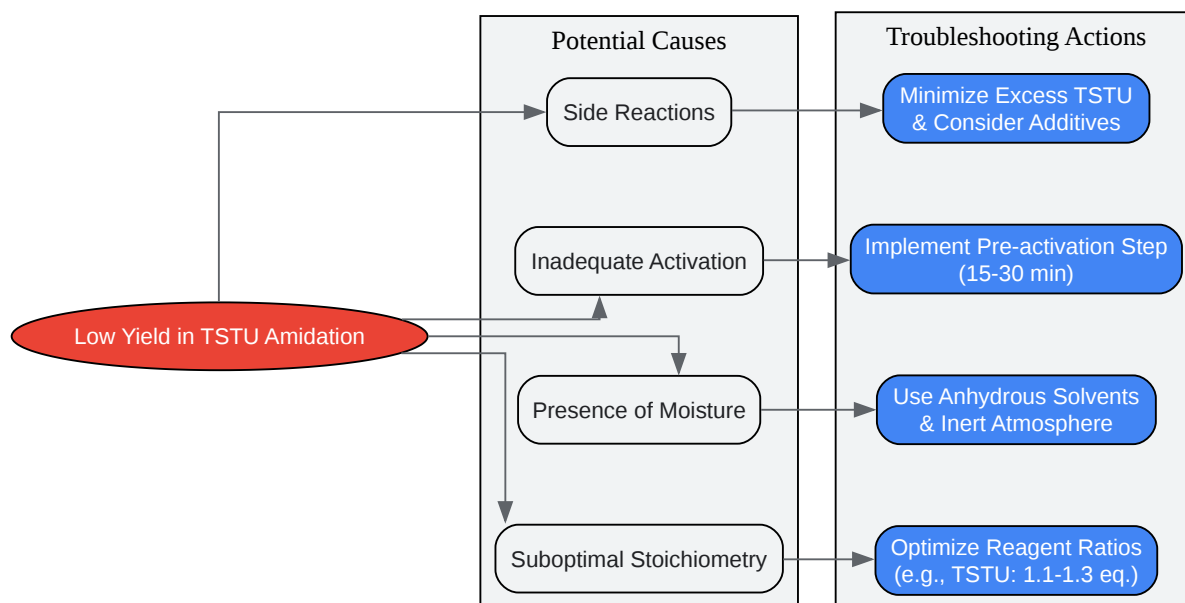 Potential Causes
Troubleshooting Actions
Side Reactions
Minimize Excess TSTU
& Consider Additives
Inadequate Activation
Implement Pre-activation Step
(15-30 min)
Low Yield in TSTU Amidation
Presence of Moisture
Use Anhydrous Solvents
& Inert Atmosphere
Suboptimal Stoichiometry
Optimize Reagent Ratios
(e.g., TSTU: 1.1-1.3 eq.)